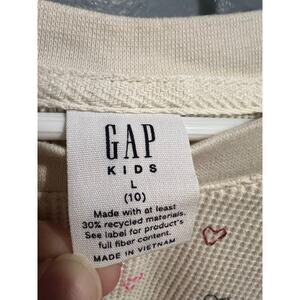 GAP
KIDS
L
(10)
Made with at least
30% recycled materials.
See label for product's
full fiber content.
MADE IN VIETNAM